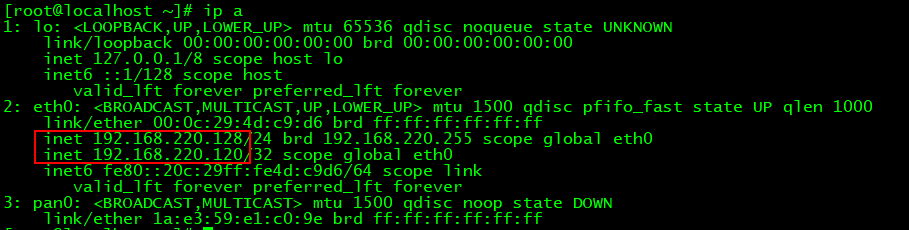 [root@localhost ~]# ip a
1: lo: <LOOPBACK,UP,LOWER_UP> mtu 65536 qdisc noqueue state UNKNOWN
link/loopback 00:00:00:00:00:00 brd 00:00:00:00:00:00
inet 127.0.0.1/8 scope host lo
inet6 ::1/128 scope host
valid_lft forever preferred_lft forever
2: eth0: <BROADCAST,MULTICAST,UP,LOWER_UP> mtu 1500 qdisc pfifo_fast state UP qlen 1000
link/ether 00:0c:29:4d:c9:d6 brd ff:ff:ff:ff:ff:ff
inet 192.168.220.128/24 brd 192.168.220.255 scope global eth0
inet 192.168.220.120/32 scope global eth0
inet6 fe80::20c:29ff:fe4d:c9d6/64 scope link
valid_lft forever preferred_lft forever
3: pan0: <BROADCAST,MULTICAST> mtu 1500 qdisc noop state DOWN
link/ether 1a:e3:59:e1:c0:9e brd ff:ff:ff:ff:ff:ff